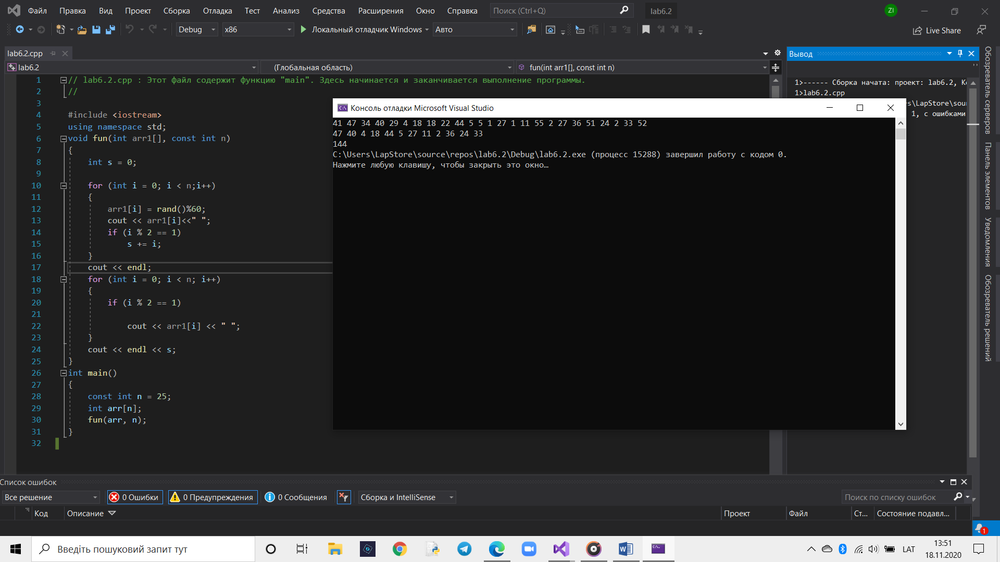 Файл Правка Вид Проект Сборка Отладка Тест Анализ Средства Расширения Окно Справка Поиск (Ctrl+Q) lab6.2 ZI
Debug x86 Локальный отладчик Windows Авто Live Share
lab6.2.cpp
lab6.2 (Глобальная область) fun(int arr1[], const int n)
1 // lab6.2.cpp : Этот файл содержит функцию "main". Здесь начинается и заканчивается выполнение программы.
2 //
3
4 #include <iostream>
5 using namespace std;
6 void fun(int arr1[], const int n)
7 {
8 int s = 0;
9
10 for (int i = 0; i < n;i++)
11 {
12 arr1[i] = rand()%60;
13 cout << arr1[i]<<" ";
14 if (i % 2 == 1)
15 s += i;
16 }
17 cout << endl;
18 for (int i = 0; i < n; i++)
19 {
20 if (i % 2 == 1)
21
22 cout << arr1[i] << " ";
23 }
24 cout << endl << s;
25 }
26 int main()
27 {
28 const int n = 25;
29 int arr[n];
30 fun(arr, n);
31 }
32
Консоль отладки Microsoft Visual Studio
41 47 34 40 29 4 18 18 22 44 5 5 1 27 1 11 55 2 27 36 51 24 2 33 52
47 40 4 18 44 5 27 11 2 36 24 33
144
C:\Users\LapStore\source\repos\lab6.2\Debug\lab6.2.exe (процесс 15288) завершил работу с кодом 0.
Нажмите любую клавишу, чтобы закрыть это окно…
Вывод
1>------ Сборка начата: проект: lab6.2,
1>lab6.2.cpp
s\LapStore\sour
1, с ошибками
Обозреватель серверов
Панель элементов
Уведомления
Обозреватель решений
Список ошибок
Все решение 0 Ошибки 0 Предупреждения 0 Сообщения Сборка и IntelliSense Поиск по списку ошибок
Код Описание Проект Файл Ст... Состояние подавл...
1
Введіть пошуковий запит тут
LAT
13:51
18.11.2020